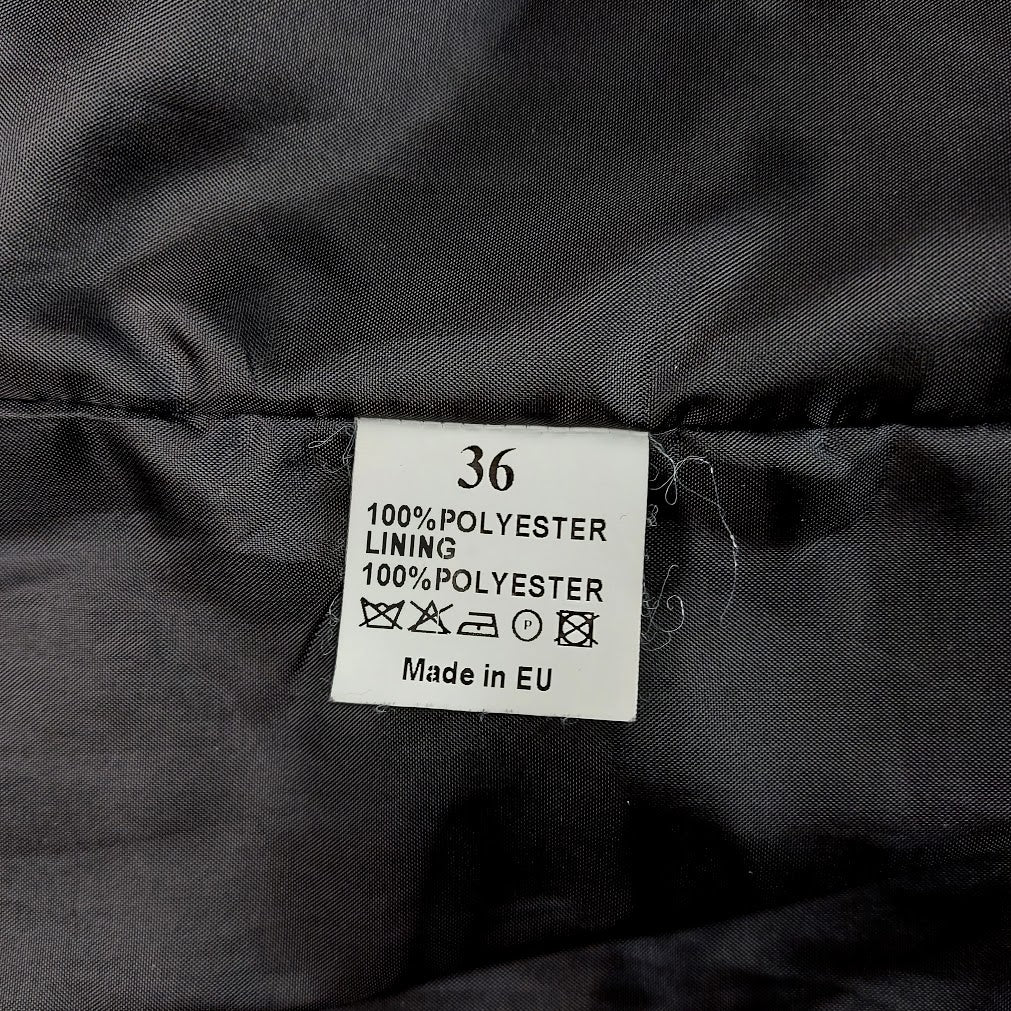 36
100%POLYESTER
LINING
100%POLYESTER
P
Made in EU